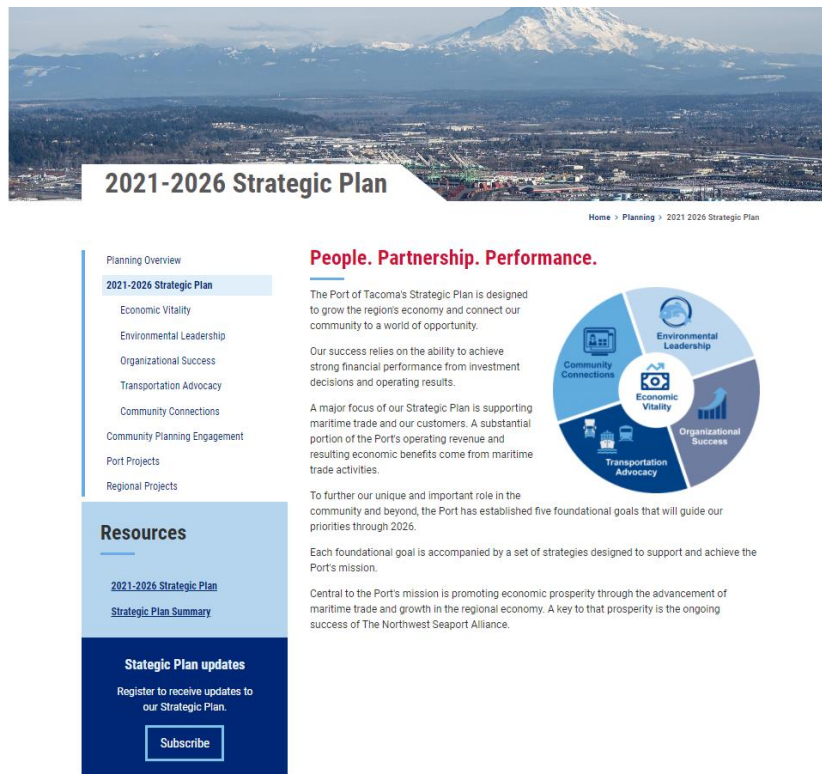 2021-2026 Strategic Plan
Home > Planning > 2021 2026 Strategic Plan
Planning Overview
2021-2026 Strategic Plan
Economic Vitality
Environmental Leadership
Organizational Success
Transportation Advocacy
Community Connections
Community Planning Engagement
Port Projects
Regional Projects
Resources
2021-2026 Strategic Plan
Strategic Plan Summary
Stategic Plan updates
Register to receive updates to
our Strategic Plan.
Subscribe
People. Partnership. Performance.
The Port of Tacoma's Strategic Plan is designed
to grow the region's economy and connect our
community to a world of opportunity.
Our success relies on the ability to achieve
strong financial performance from investment
decisions and operating results.
A major focus of our Strategic Plan is supporting
maritime trade and our customers. A substantial
portion of the Port's operating revenue and
resulting economic benefits come from maritime
trade activities.
To further our unique and important role in the
community and beyond, the Port has established five foundational goals that will guide our
priorities through 2026.
Each foundational goal is accompanied by a set of strategies designed to support and achieve the
Port's mission.
Central to the Port's mission is promoting economic prosperity through the advancement of
maritime trade and growth in the regional economy. A key to that prosperity is the ongoing
success of The Northwest Seaport Alliance.
Environmental
Leadership
Community
Connections
Economic
Vitality
Organizational
Success
Transportation
Advocacy